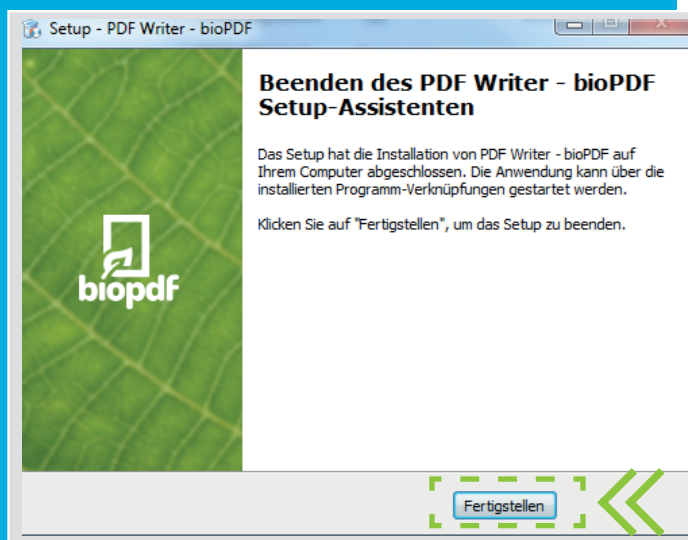 Setup - PDF Writer - bioPDF
Beenden des PDF Writer - bioPDF
Setup-Assistenten
Das Setup hat die Installation von PDF Writer - bioPDF auf
Ihrem Computer abgeschlossen. Die Anwendung kann über die
installierten Programm-Verknüpfungen gestartet werden.
Klicken Sie auf "Fertigstellen", um das Setup zu beenden.
biopdf
Fertigstellen